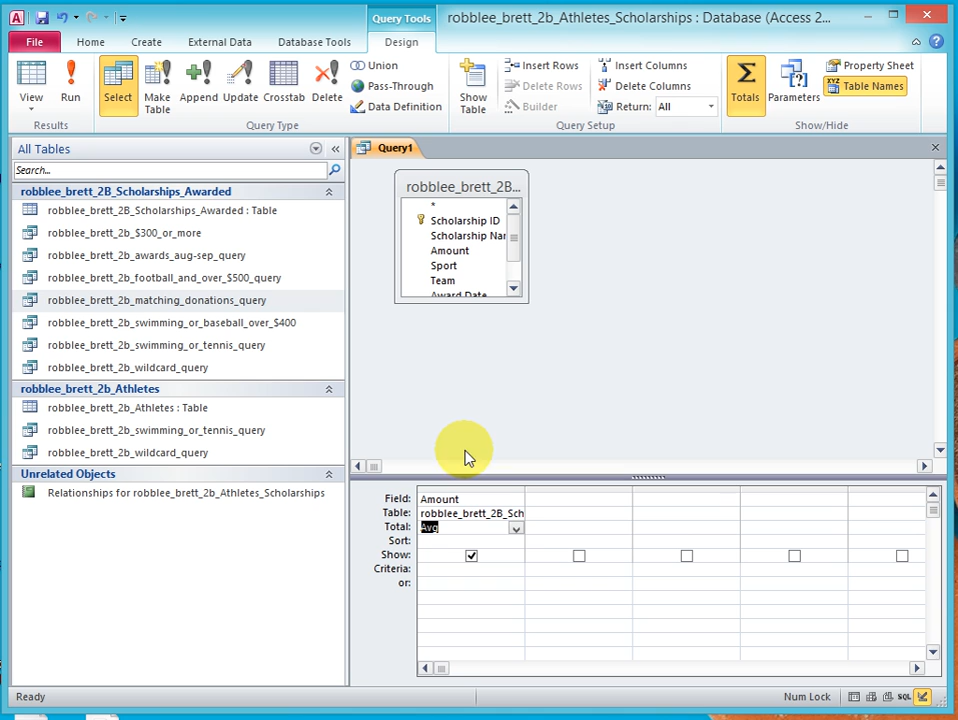 Query Tools
robblee_brett_2b_Athletes_Scholarships : Database (Access 2...
File Home Create External Data Database Tools Design
View
Run
Select
Make Table
Append
Update
Crosstab
Delete
Union
Pass-Through
Data Definition
Show Table
Insert Rows
Delete Rows
Builder
Insert Columns
Delete Columns
Return: All
Totals
Parameters
Property Sheet
Table Names
Results
Query Type
Query Setup
Show/Hide
All Tables
Search...
robblee_brett_2B_Scholarships_Awarded
robblee_brett_2B_Scholarships_Awarded : Table
robblee_brett_2b_$300_or_more
robblee_brett_2b_awards_aug-sep_query
robblee_brett_2b_football_and_over_$500_query
robblee_brett_2b_matching_donations_query
robblee_brett_2b_swimming_or_baseball_over_$400
robblee_brett_2b_swimming_or_tennis_query
robblee_brett_2b_wildcard_query
robblee_brett_2b_Athletes
robblee_brett_2b_Athletes : Table
robblee_brett_2b_swimming_or_tennis_query
robblee_brett_2b_wildcard_query
Unrelated Objects
Relationships for robblee_brett_2b_Athletes_Scholarships
Query1
robblee_brett_2B...
*
Scholarship ID
Scholarship Nar
Amount
Sport
Team
Award Date
Field: Amount
Table: robblee_brett_2B_Sch
Total: Avg
Sort:
Show:
Criteria:
or:
Ready
Num Lock
SQL